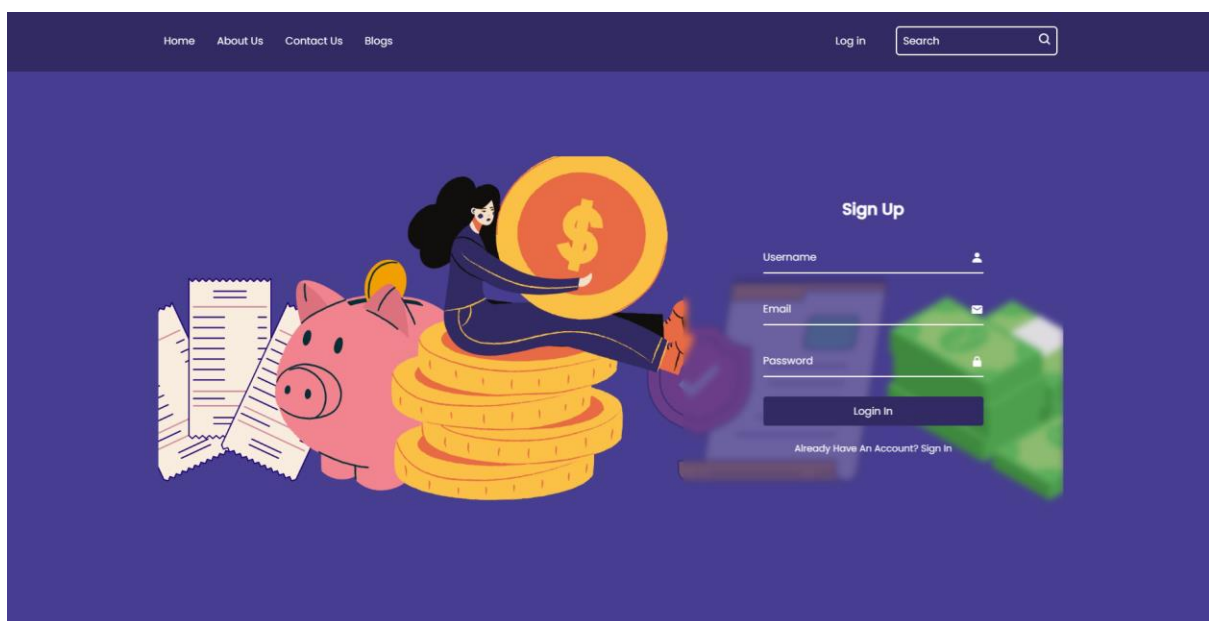 Home About Us Contact Us Blogs Log in Search
$
Sign Up
Username
Email
Password
Login In
Already Have An Account? Sign In